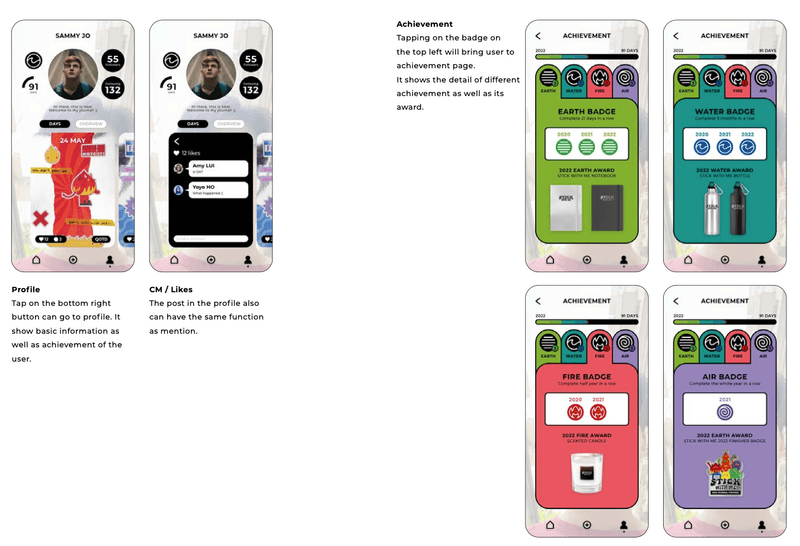 SAMMY JO
55
followers
91
DAYS
following
132
Hi there, this is Sam
Welcome to my journal :)
DAYS
OVERVIEW
24 MAY
12
2
QOTD
Profile
Tap on the bottom right
button can go to profile. It
show basic information as
well as achievement of the
user.
SAMMY JO
55
followers
91
DAYS
following
132
Hi there, this is Sam
Welcome to my journal :)
DAYS
OVERVIEW
12 likes
Amy LUI
Yoyo HO
What happened:(
CM / Likes
The post in the profile also
can have the same function
as mention.
Achievement
Tapping on the badge on
the top left will bring user to
achievement page.
It shows the detail of different
achievement as well as its
award.
ACHIEVEMENT
2022
91 DAYS
EARTH
WATER
FIRE
AIR
EARTH BADGE
Complete 21 days in a row
2020 2021 2022
2022 EARTH AWARD
STICK WITH ME NOTEBOOK
ACHIEVEMENT
2022
91 DAYS
EARTH
WATER
FIRE
AIR
WATER BADGE
Complete 3 months in a row
2020 2021 2022
2022 WATER AWARD
STICK WITH ME BOTTLE
ACHIEVEMENT
2022
91 DAYS
EARTH
WATER
FIRE
AIR
FIRE BADGE
Complete half year in a row
2020 2021
2022 FIRE AWARD
SCENTED CANDLE
ACHIEVEMENT
2022
91 DAYS
EARTH
WATER
FIRE
AIR
AIR BADGE
Complete the whole year in a row
2021
2022 EARTH AWARD
STICK WITH ME 2022 FINISHER BADGE
STICK
WITH ME